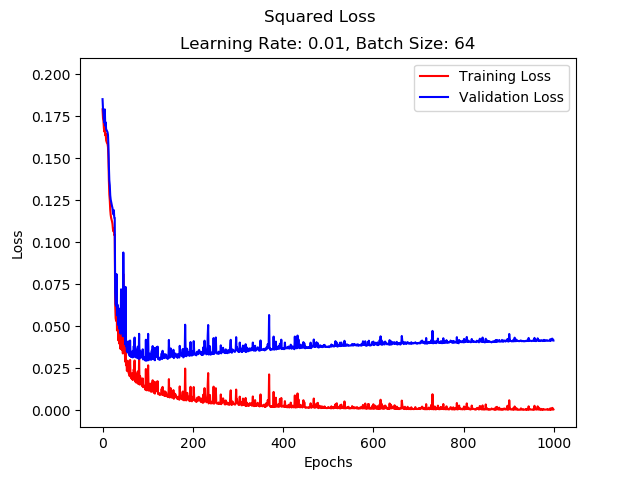 Squared Loss
Learning Rate: 0.01, Batch Size: 64
Training Loss
Validation Loss
0.200
0.175
0.150
0.125
0.100
0.075
0.050
0.025
0.000
Loss
0 200 400 600 800 1000
Epochs